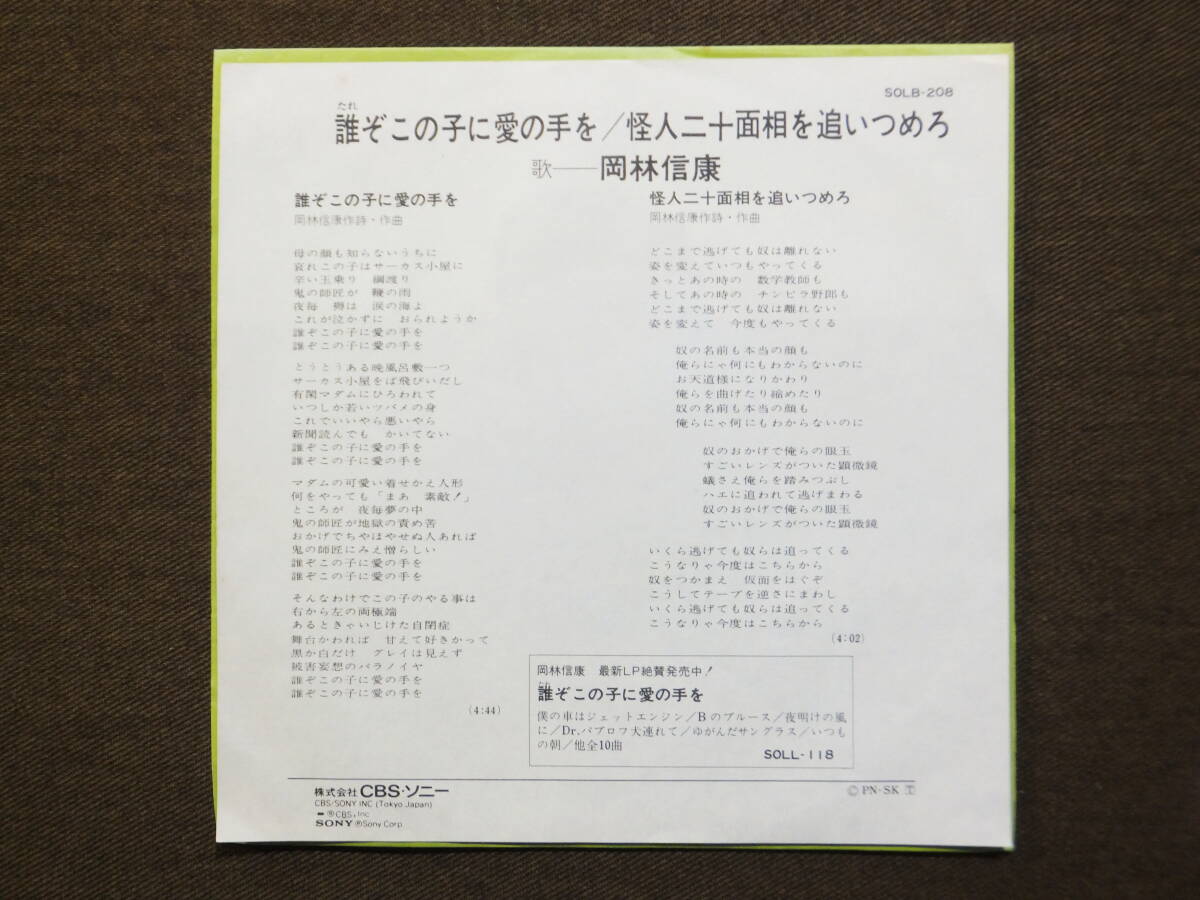 SOLB-208
たれ
誰ぞこの子に愛の手を／怪人二十面相を追いつめろ
歌──岡林信康
誰ぞこの子に愛の手を
岡林信康作詩・作曲
母の顔も知らないうちに
哀れこの子はサーカス小屋に
辛い玉乗り　綱渡り
鬼の師匠が　鞭の雨
夜毎　褥は　涙の海よ
これが泣かずに　おられようか
誰ぞこの子に愛の手を
誰ぞこの子に愛の手を
とうとうある晩風呂敷一つ
サーカス小屋をば飛びいだし
有閑マダムにひろわれて
いつしか若いツバメの身
これでいいやら悪いやら
新聞読んでも　かいてない
誰ぞこの子に愛の手を
誰ぞこの子に愛の手を
マダムの可愛い着せかえ人形
何をやっても「まあ　素敵！」
ところが　夜毎夢の中
鬼の師匠が地獄の責め苦
おかげでちやほやせぬ人あれば
鬼の師匠にみえ憎らしい
誰ぞこの子に愛の手を
誰ぞこの子に愛の手を
そんなわけでこの子のやる事は
右から左の両極端
あるときゃいじけた自閉症
舞台かわれば　甘えて好きかって
黒か白だけ　グレイは見えず
被害妄想のパラノイヤ
誰ぞこの子に愛の手を
誰ぞこの子に愛の手を
(4:44)
怪人二十面相を追いつめろ
岡林信康作詩・作曲
どこまで逃げても奴は離れない
姿を変えていつもやってくる
きっとあの時の　数学教師も
そしてあの時の　チンピラ野郎も
どこまで逃げても奴は離れない
姿を変えて　今度もやってくる
奴の名前も本当の顔も
俺らにゃ何にもわからないのに
お天道様になりかわり
俺らを曲げたり縮めたり
奴の名前も本当の顔も
俺らにゃ何にもわからないのに
奴のおかげで俺らの眼玉
すごいレンズがついた顕微鏡
蟻さえ俺らを踏みつぶし
ハエに追われて逃げまわる
奴のおかげで俺らの眼玉
すごいレンズがついた顕微鏡
いくら逃げても奴らは追ってくる
こうなりゃ今度はこちらから
奴をつかまえ　仮面をはぐぞ
こうしてテープを逆さにまわし
いくら逃げても奴らは追ってくる
こうなりゃ今度はこちらから
(4:02)
岡林信康　最新LP絶賛発売中！
たれ
誰ぞこの子に愛の手を
僕の車はジェットエンジン／Bのブルース／夜明けの風
に／Dr.パブロフ犬連れて／ゆがんだサングラス／いつも
の朝／他全10曲
SOLL-118
株式会社 CBS・ソニー
CBS/SONY INC (Tokyo Japan)
®CBS, Inc
SONY ®Sony Corp.
©PN-SK Ⓣ